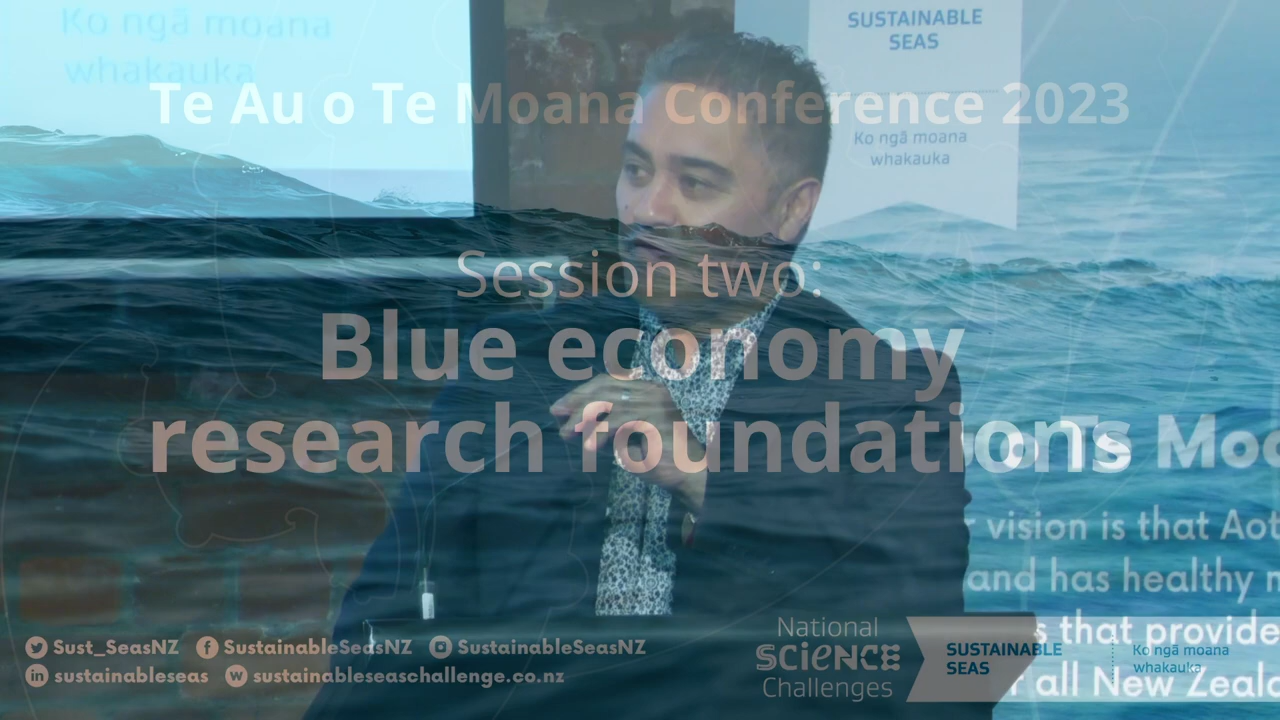 Ko ngā moana
whakauka
SUSTAINABLE
SEAS
Te Au o Te Moana Conference 2023
Ko ngā moana
whakauka
Session two:
Blue economy
research foundations
Moa
vision is that Aot
and has healthy m
s that provide
all New Zeala
Sust_SeasNZ SustainableSeasNZ SustainableSeasNZ
sustainableseas sustainableseaschallenge.co.nz
National
SCIENCE
Challenges
SUSTAINABLE
SEAS
Ko ngā moana
whakauka